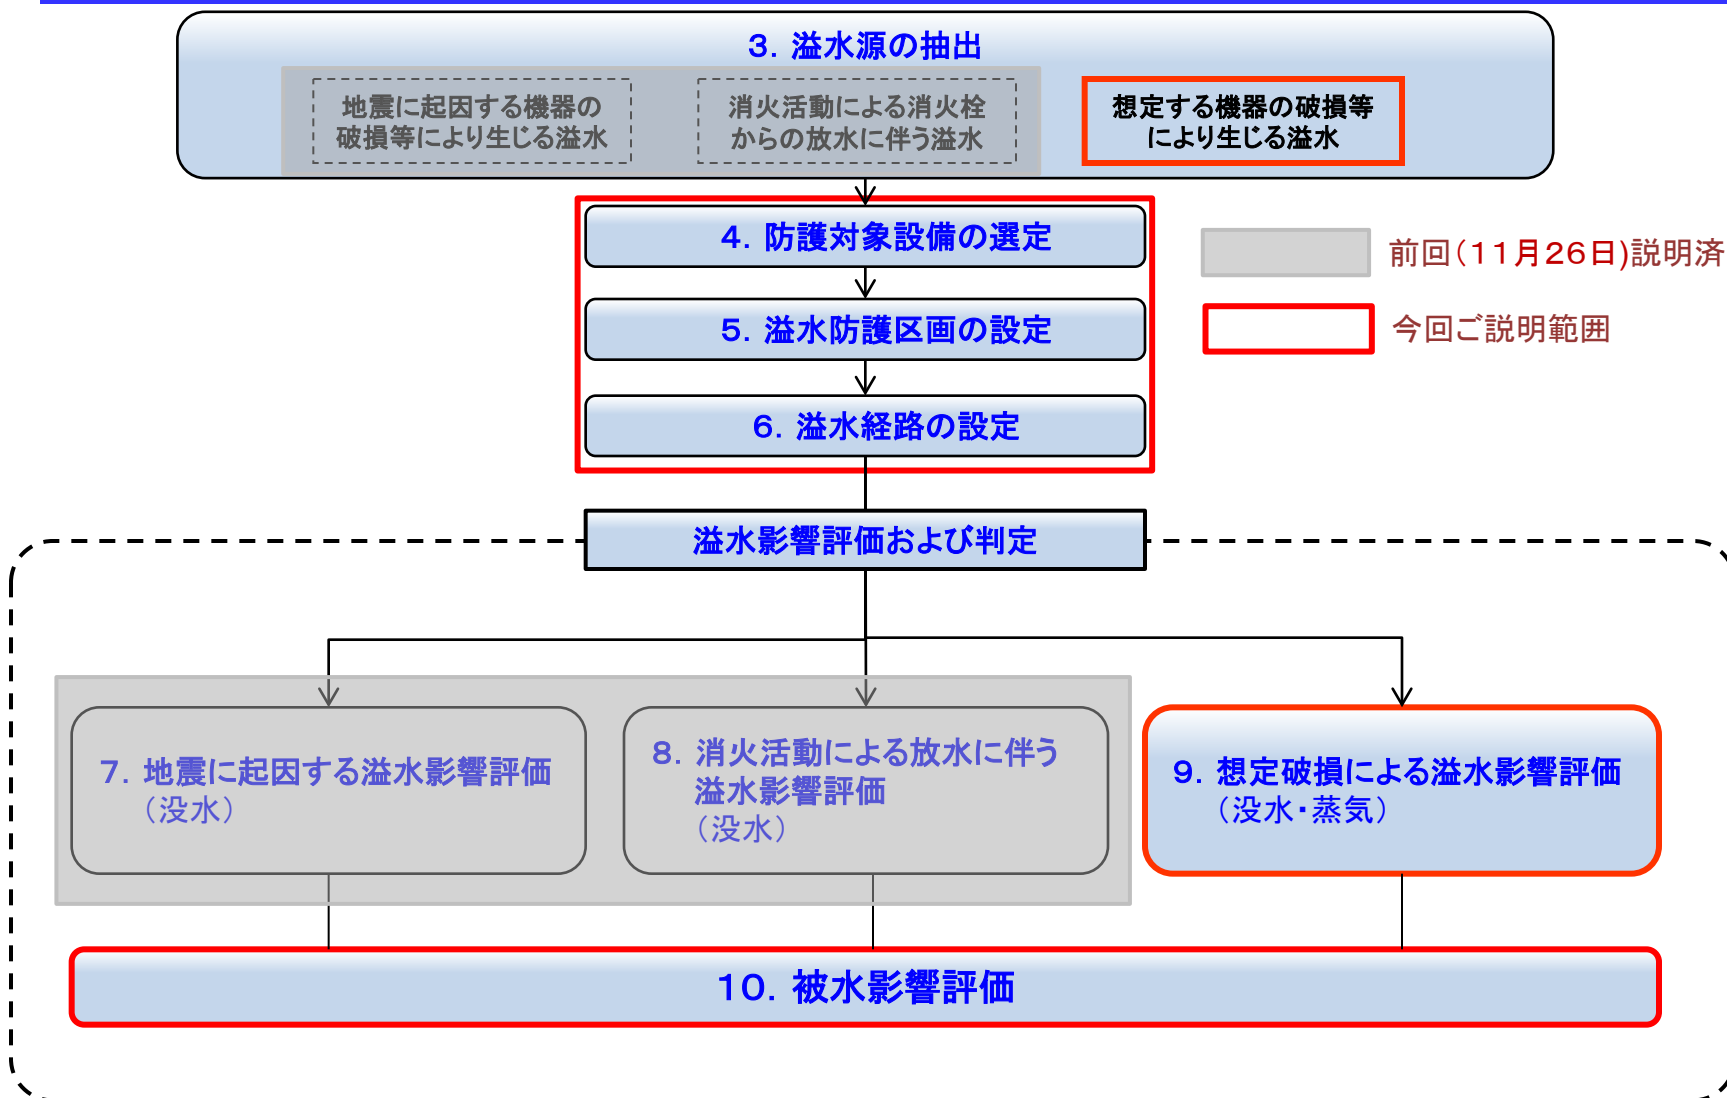 3．溢水源の抽出
地震に起因する機器の
破損等により生じる溢水
消火活動による消火栓
からの放水に伴う溢水
想定する機器の破損等
により生じる溢水
4．防護対象設備の選定
5．溢水防護区画の設定
6．溢水経路の設定
前回（11月26日)説明済
今回ご説明範囲
溢水影響評価および判定
7．地震に起因する溢水影響評価
（没水）
8．消火活動による放水に伴う
溢水影響評価
（没水）
9．想定破損による溢水影響評価
（没水・蒸気）
10．被水影響評価